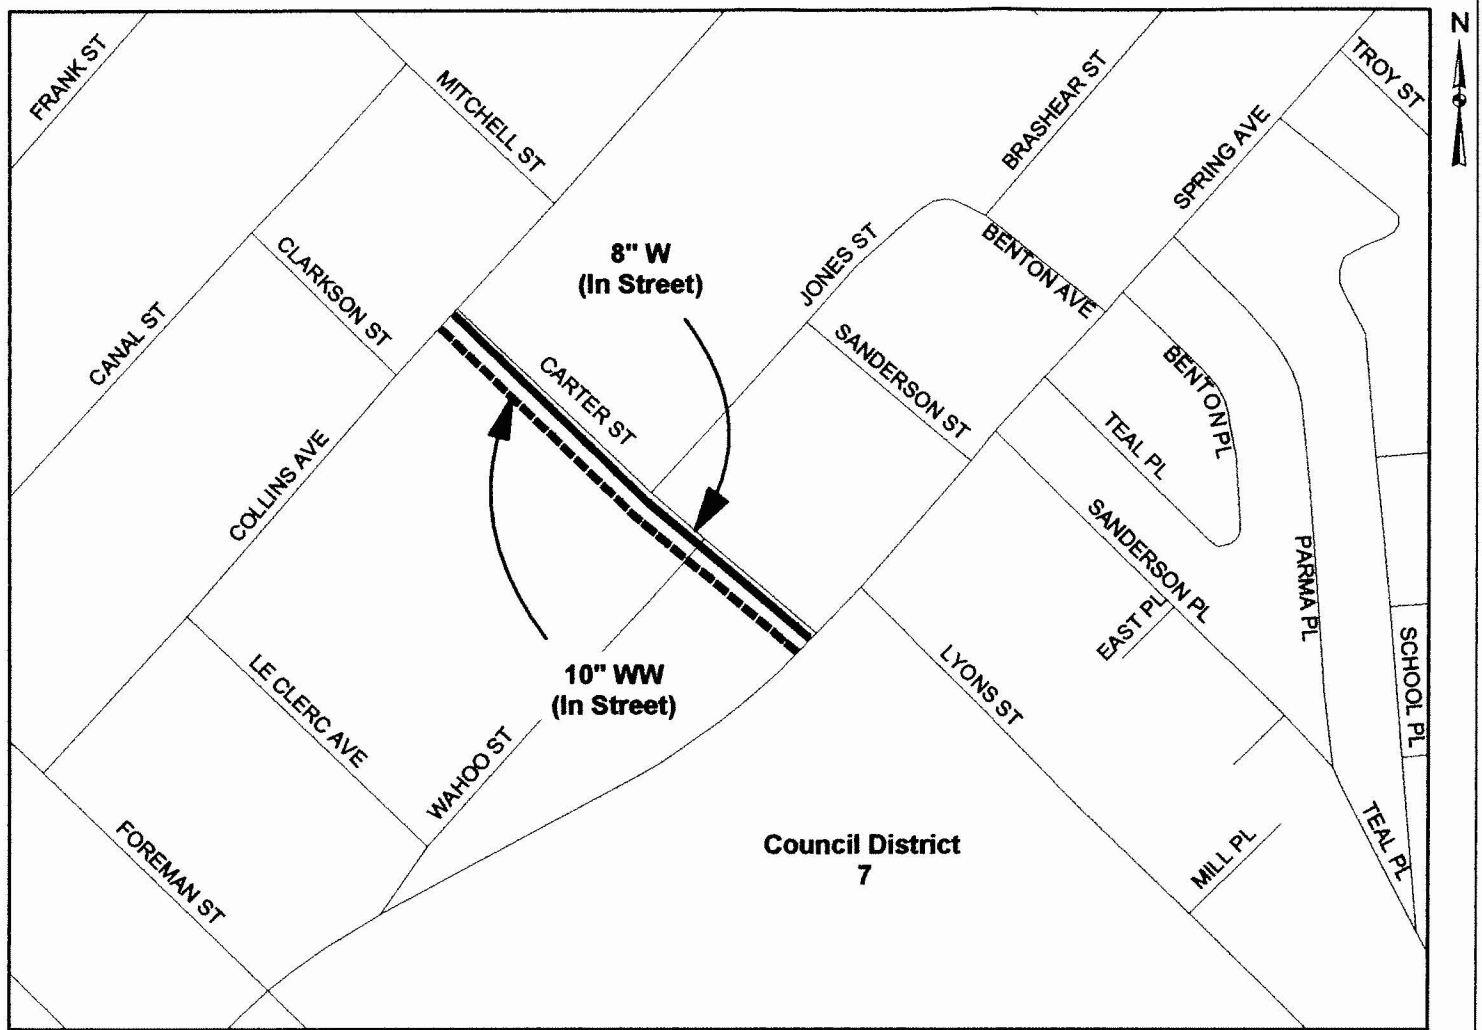 N
FRANK ST
MITCHELL ST
BRASHEAR ST
TROY ST
SPRING AVE
CLARKSON ST
8" W
(In Street)
JONES ST
BENTON AVE
CANAL ST
CARTER ST
SANDERSON ST
BENTON PL
TEAL PL
COLLINS AVE
SANDERSON PL
PARMA PL
EAST PL
SCHOOL PL
10" WW
(In Street)
LYONS ST
LE CLERC AVE
WAHOO ST
FOREMAN ST
Council District
7
MILL PL
TEAL PL